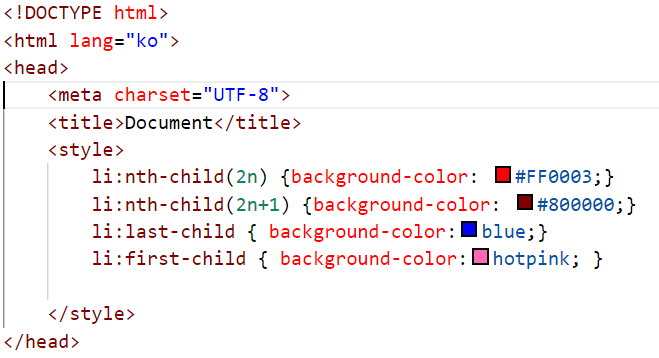 <!DOCTYPE html>
<html lang="ko">
<head>
    <meta charset="UTF-8">
    <title>Document</title>
    <style>
        li:nth-child(2n) {background-color: #FF0003;}
        li:nth-child(2n+1) {background-color: #800000;}
        li:last-child { background-color:blue;}
        li:first-child { background-color:hotpink; }
    </style>
</head>